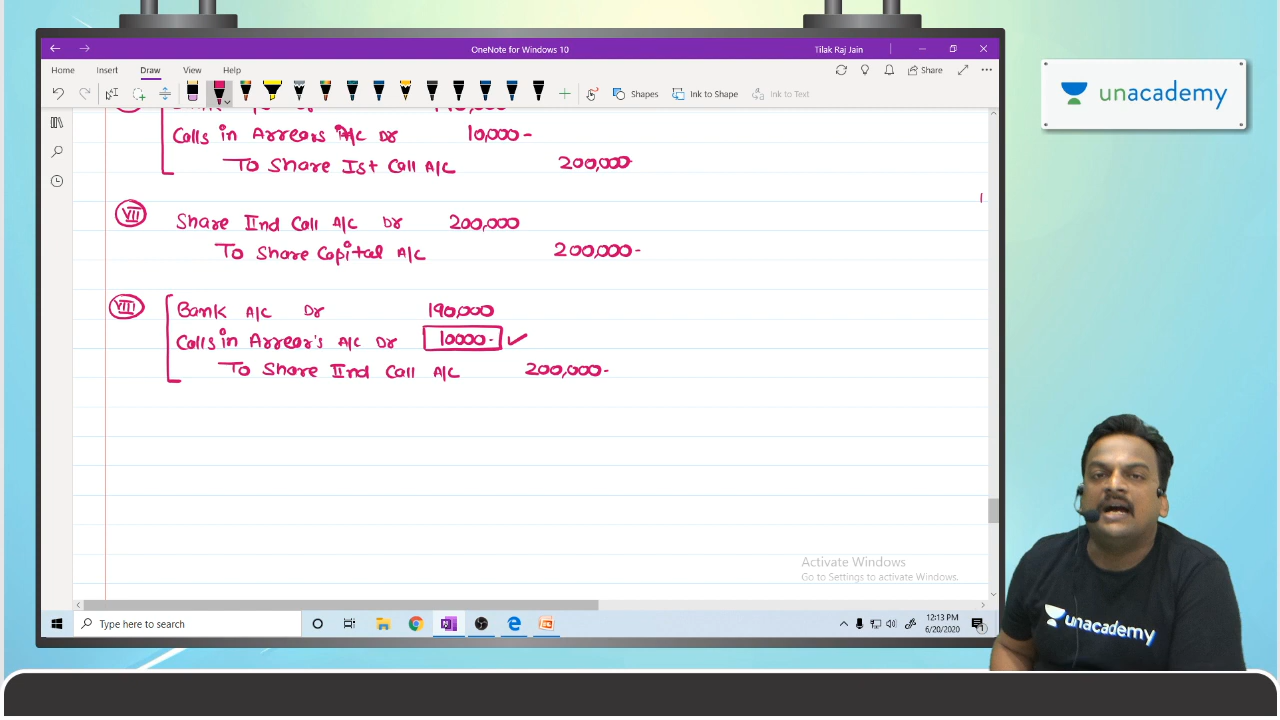 OneNote for Windows 10
Tilak Raj Jain
Home Insert Draw View Help
Share
Shapes Ink to Shape Ink to Text
Calls in Arrears A/C Dr 10,000 -
To Share Ist Call A/C 200,000
VII Share IInd Call A/C Dr 200,000
To Share Capital A/C 200,000 -
VIII Bank A/C Dr 190,000
Calls in Arrear's A/C Dr 10000 - ✓
To Share IInd Call A/C 200,000 -
Activate Windows
Go to Settings to activate Windows.
Type here to search
12:13 PM
6/20/2020
unacademy
unacademy